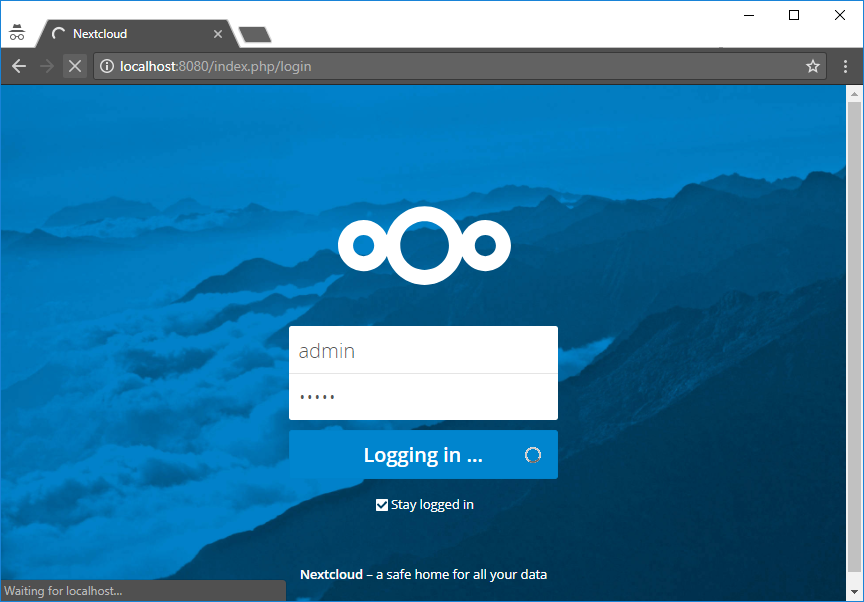 Nextcloud
localhost:8080/index.php/login
admin
•••••
Logging in ...
Stay logged in
Nextcloud – a safe home for all your data
Waiting for localhost...